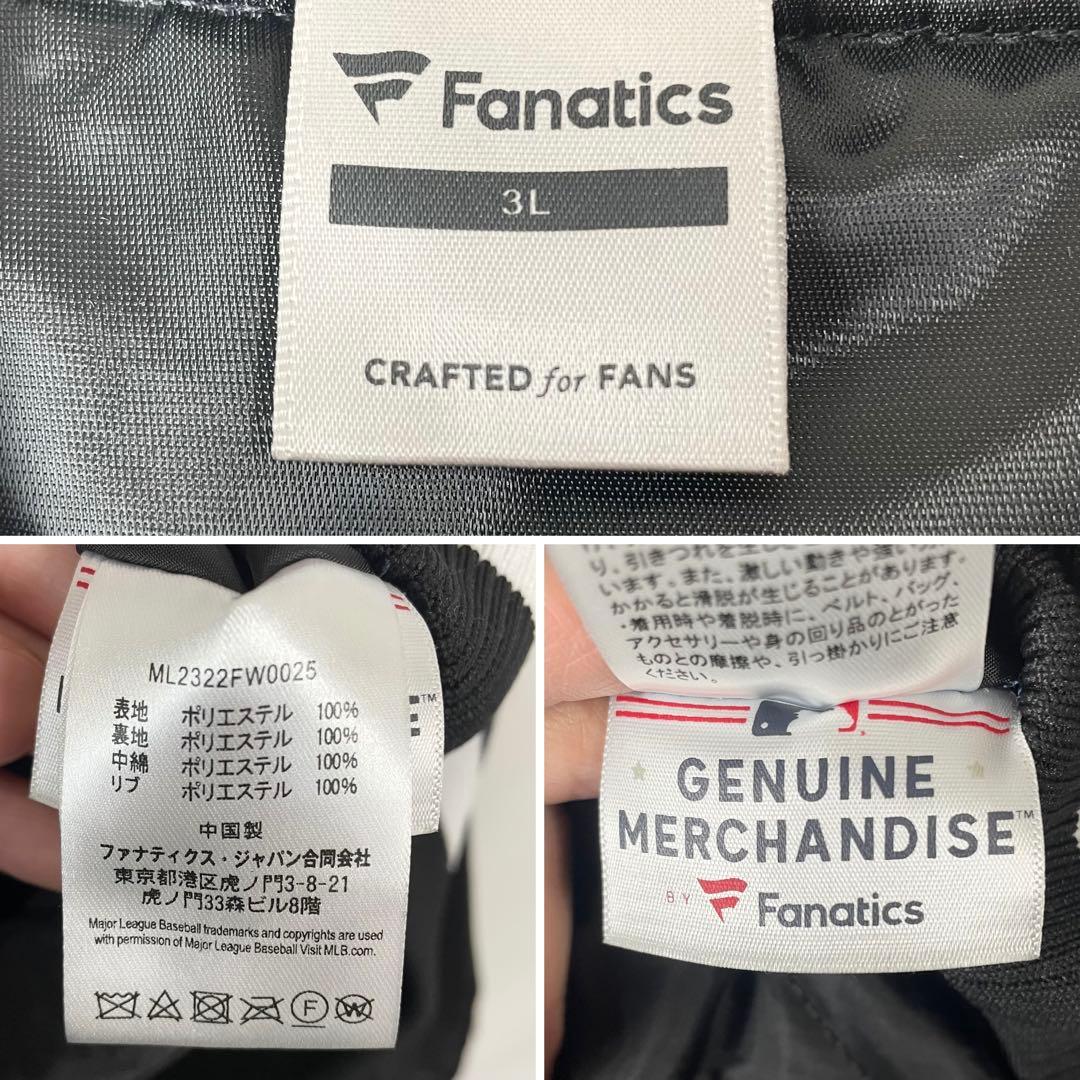 Fanatics
3L
CRAFTED for FANS
ML2322FW0025
表地 ポリエステル 100%
裏地 ポリエステル 100%
中綿 ポリエステル 100%
リブ ポリエステル 100%
中国製
ファナティクス・ジャパン合同会社
東京都港区虎ノ門3-8-21
虎ノ門33森ビル8階
Major League Baseball trademarks and copyrights are used
with permission of Major League Baseball Visit MLB.com.
F
W
E™
り、引きつれを生じ
います。また、激しい動きや強い
かかると滑脱が生じることがあります。
・着用時や着脱時に、ベルト、バッグ、
アクセサリーや身の回り品のとがった
ものとの摩擦や、引っ掛かりにご注意
ください。
GENUINE
MERCHANDISE™
BY Fanatics